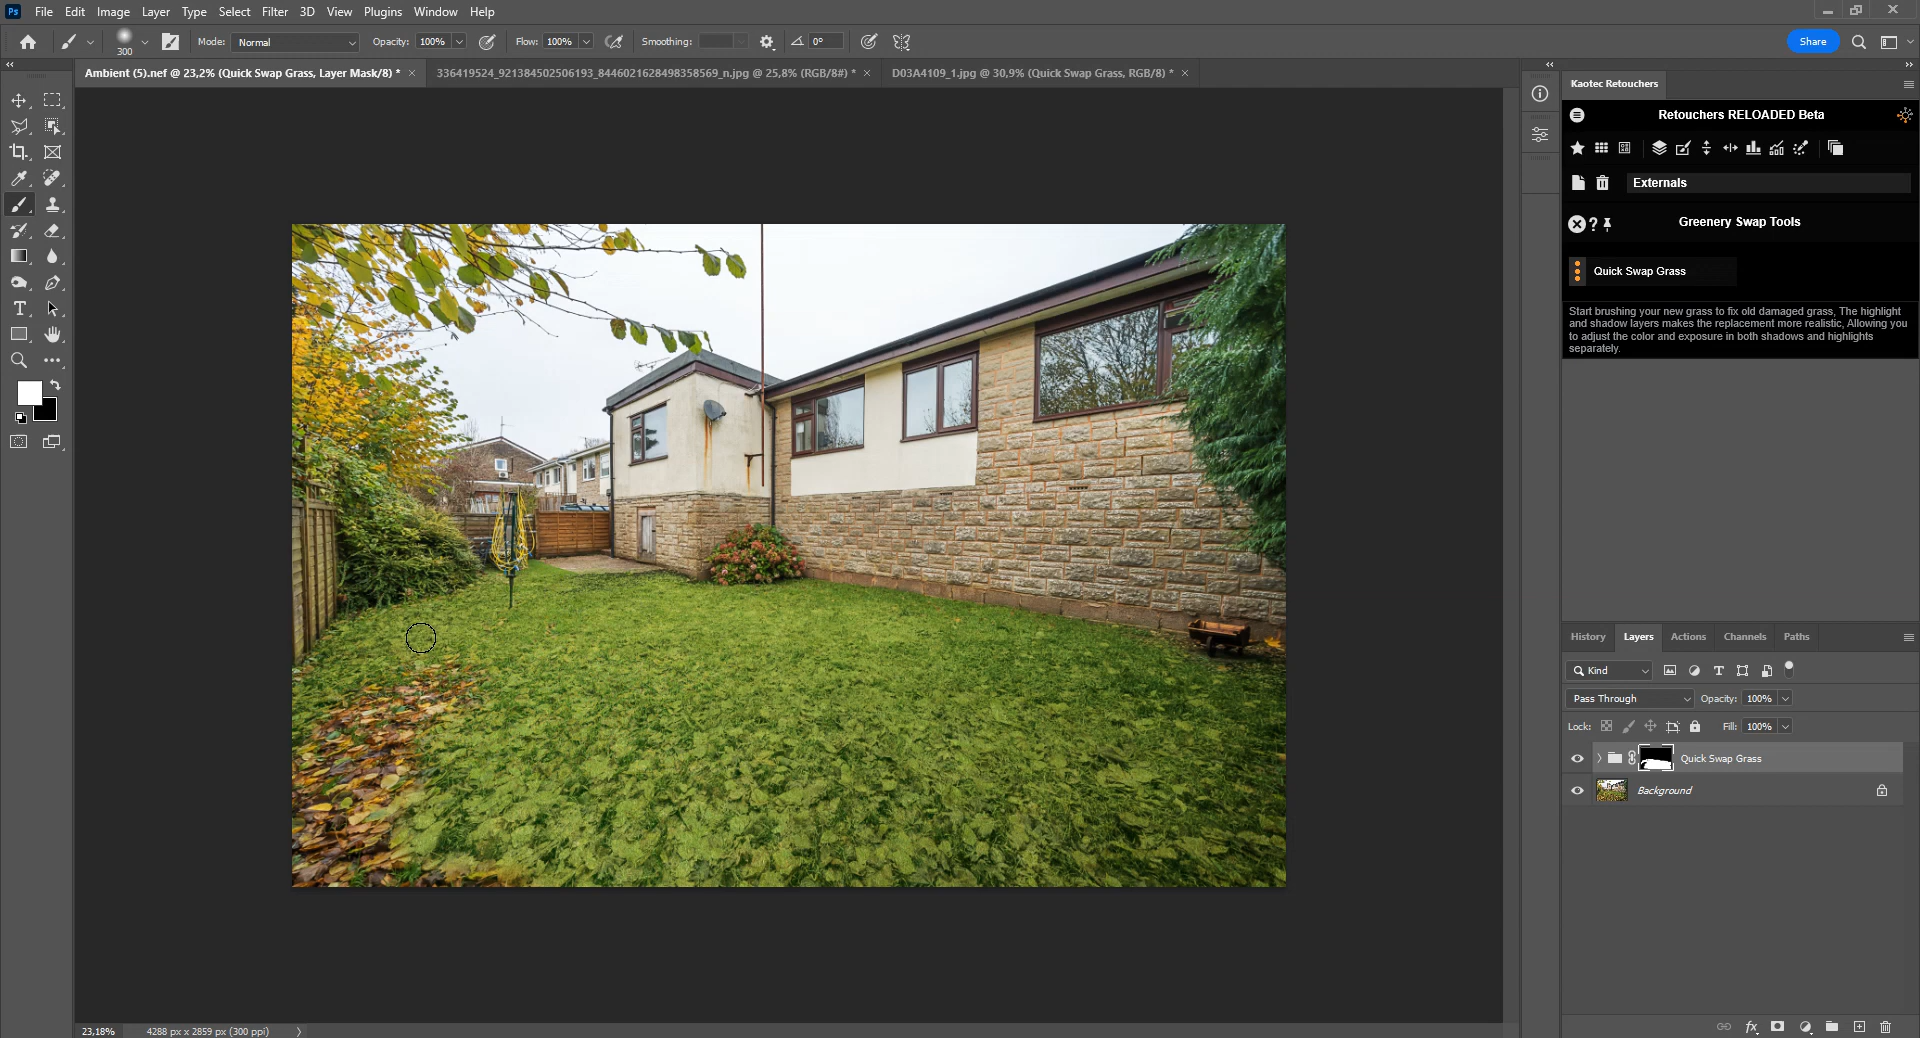 Ps File Edit Image Layer Type Select Filter 3D View Plugins Window Help
300 Mode: Normal Opacity: 100% Flow: 100% Smoothing: 0° Share
Ambient (5).nef @ 23,2% (Quick Swap Grass, Layer Mask/8) * × 336419524_921384502506193_8446021628498358569_n.jpg @ 25,8% (RGB/8#) * × D03A4109_1.jpg @ 30,9% (Quick Swap Grass, RGB/8) * ×
Kaotec Retouchers
Retouchers RELOADED Beta
Externals
Greenery Swap Tools
Quick Swap Grass
Start brushing your new grass to fix old damaged grass, The highlight
and shadow layers makes the replacement more realistic, Allowing you
to adjust the color and exposure in both shadows and highlights
separately.
History Layers Actions Channels Paths
Kind
Pass Through Opacity: 100%
Lock: Fill: 100%
Quick Swap Grass
Background
23,18% 4288 px x 2859 px (300 ppi)